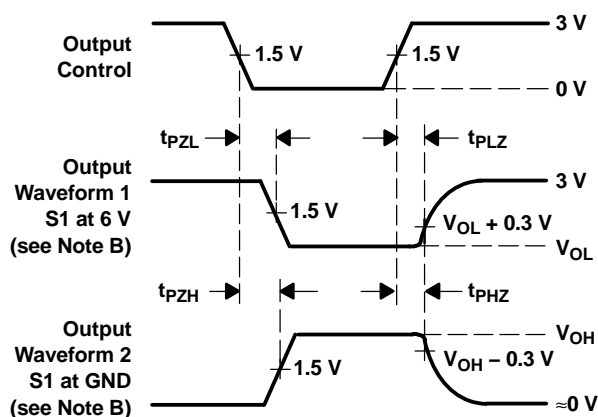 Output
Control
1.5 V
1.5 V
3 V
0 V
tPZL
tPLZ
Output
Waveform 1
S1 at 6 V
(see Note B)
1.5 V
3 V
VOL + 0.3 V
VOL
tPZH
tPHZ
Output
Waveform 2
S1 at GND
(see Note B)
1.5 V
VOH
VOH – 0.3 V
≈0 V